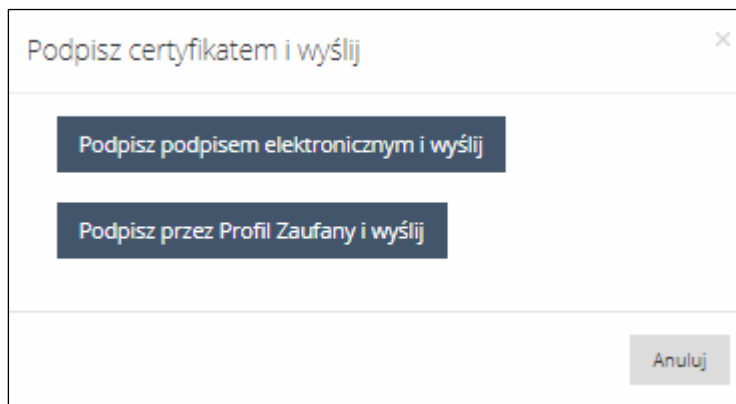 Podpisz certyfikatem i wyślij
×
Podpisz podpisem elektronicznym i wyślij
Podpisz przez Profil Zaufany i wyślij
Anuluj